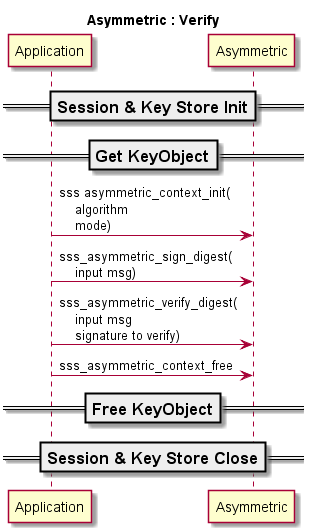 Asymmetric : Verify
Application
Asymmetric
Session & Key Store Init
Get KeyObject
sss asymmetric_context_init(
algorithm
mode)
sss_asymmetric_sign_digest(
input msg)
sss_asymmetric_verify_digest(
input msg
signature to verify)
sss_asymmetric_context_free
Free KeyObject
Session & Key Store Close
Application
Asymmetric